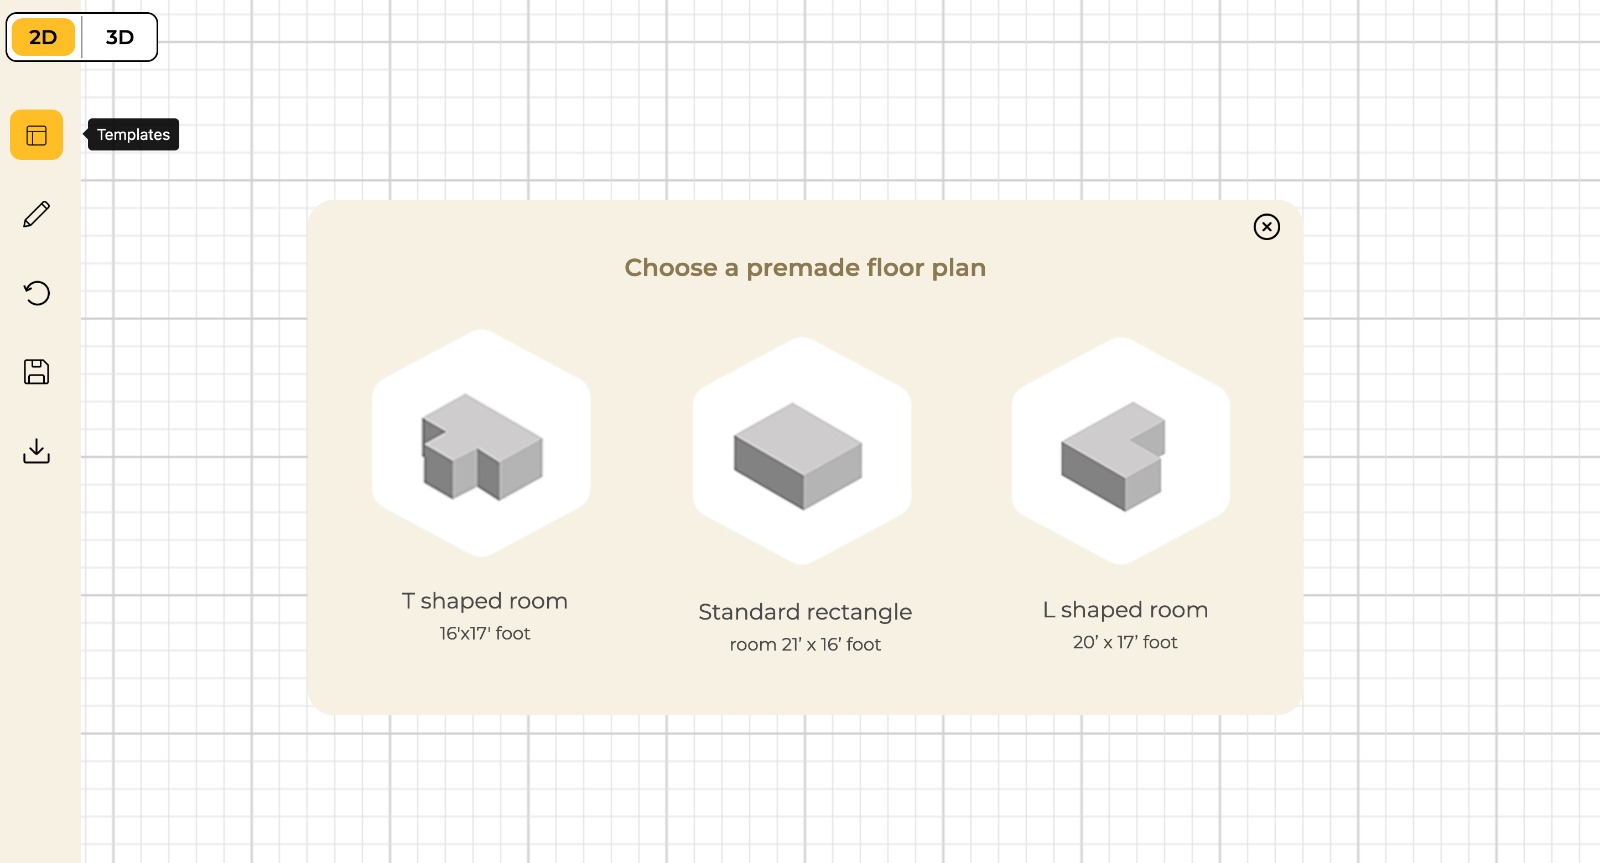 2D 3D
Templates
Choose a premade floor plan
T shaped room
16'x17' foot
Standard rectangle
room 21’ x 16’ foot
L shaped room
20’ x 17’ foot